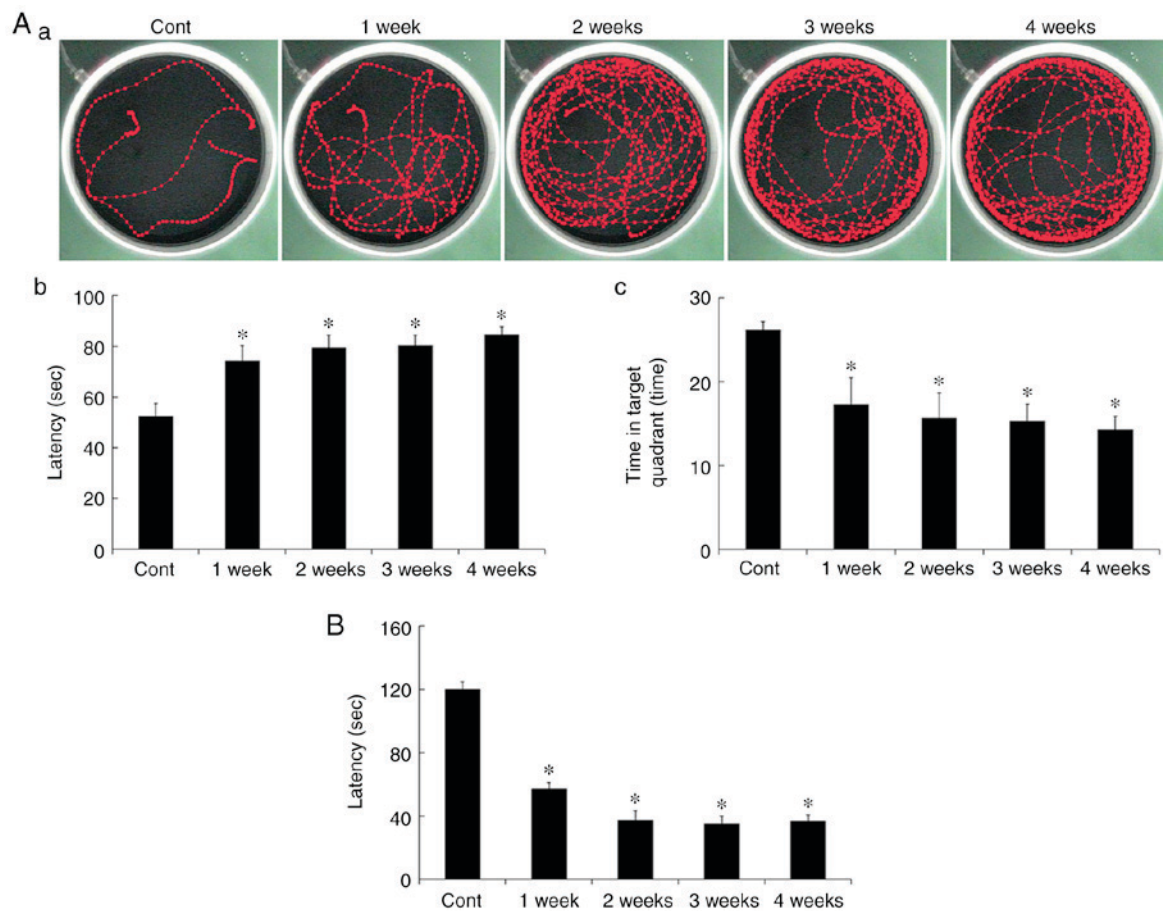 A
a
Cont
1 week
2 weeks
3 weeks
4 weeks
b
100
80
60
40
20
0
Latency (sec)
*
*
*
*
Cont
1 week
2 weeks
3 weeks
4 weeks
c
30
20
10
0
Time in target
quadrant (time)
*
*
*
*
Cont
1 week
2 weeks
3 weeks
4 weeks
B
160
120
80
40
0
Latency (sec)
*
*
*
*
Cont
1 week
2 weeks
3 weeks
4 weeks